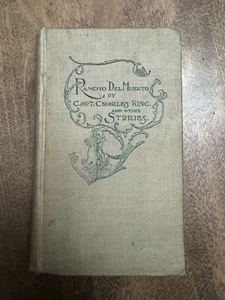 RANCHO DEL MUERTO
BY
CAPT. CHARLES KING
AND OTHER
STORIES.